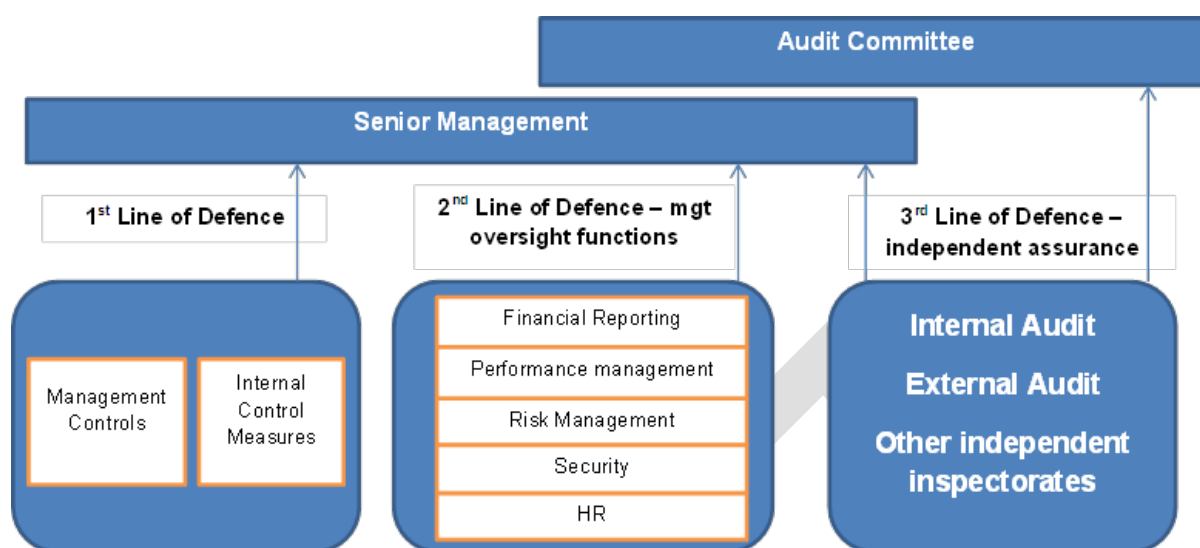 Audit Committee
Senior Management
1st Line of Defence
2nd Line of Defence – mgt
oversight functions
3rd Line of Defence –
independent assurance
Management
Controls
Internal
Control
Measures
Financial Reporting
Performance management
Risk Management
Security
HR
Internal Audit
External Audit
Other independent
inspectorates